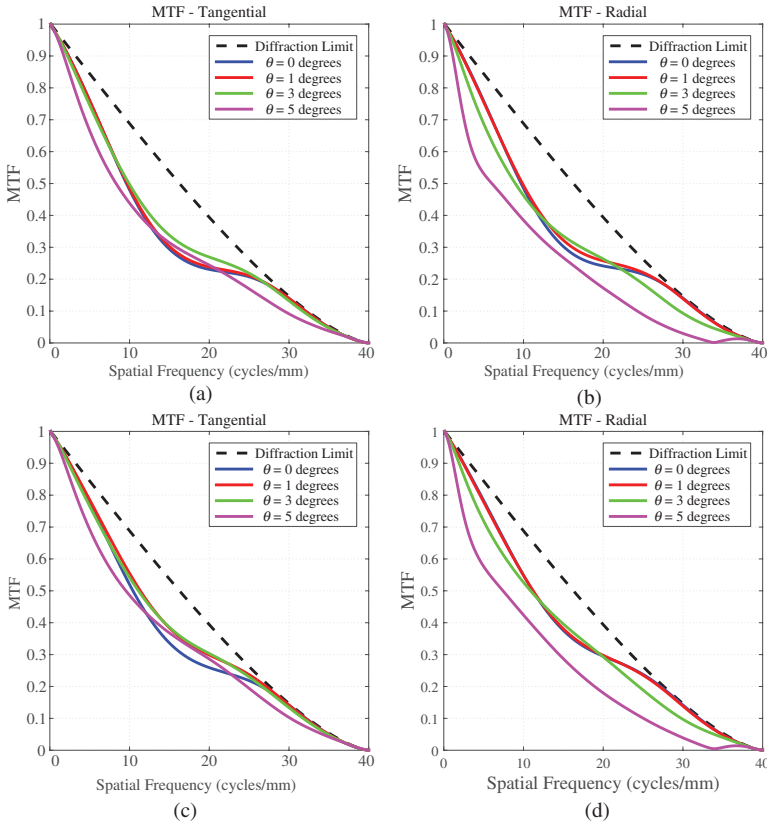 MTF - Tangential
MTF
1
0.9
0.8
0.7
0.6
0.5
0.4
0.3
0.2
0.1
0
Diffraction Limit
θ = 0 degrees
θ = 1 degrees
θ = 3 degrees
θ = 5 degrees
0 10 20 30 40
Spatial Frequency (cycles/mm)
(a)
MTF - Radial
MTF
1
0.9
0.8
0.7
0.6
0.5
0.4
0.3
0.2
0.1
0
Diffraction Limit
θ = 0 degrees
θ = 1 degrees
θ = 3 degrees
θ = 5 degrees
0 10 20 30 40
Spatial Frequency (cycles/mm)
(b)
MTF - Tangential
MTF
1
0.9
0.8
0.7
0.6
0.5
0.4
0.3
0.2
0.1
0
Diffraction Limit
θ = 0 degrees
θ = 1 degrees
θ = 3 degrees
θ = 5 degrees
0 10 20 30 40
Spatial Frequency (cycles/mm)
(c)
MTF - Radial
MTF
1
0.9
0.8
0.7
0.6
0.5
0.4
0.3
0.2
0.1
0
Diffraction Limit
θ = 0 degrees
θ = 1 degrees
θ = 3 degrees
θ = 5 degrees
0 10 20 30 40
Spatial Frequency (cycles/mm)
(d)